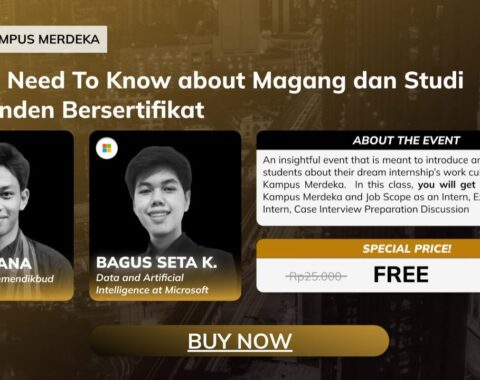 MPUS MERDEKA
Need To Know about Magang dan Studi
nden Bersertifikat
ANA
mendikbud
BAGUS SETA K.
Data and Artificial
Intelligence at Microsoft
ABOUT THE EVENT
An insightful event that is meant to introduce an
students about their dream internship's work cu
Kampus Merdeka. In this class, you will get
Kampus Merdeka and Job Scope as an Intern, Ex
Intern, Case Interview Preparation Discussion
SPECIAL PRICE!
Rp25.000 FREE
BUY NOW